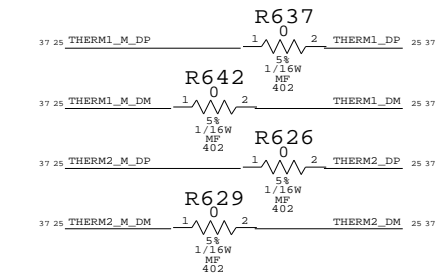 R637
0
37 25 THERM1_M_DP 1 2 THERM1_DP 25 37
5%
1/16W
MF
402
R642
0
37 25 THERM1_M_DM 1 2 THERM1_DM 25 37
5%
1/16W
MF
402
R626
0
37 25 THERM2_M_DP 1 2 THERM2_DP 25 37
5%
1/16W
MF
402
R629
0
37 25 THERM2_M_DM 1 2 THERM2_DM 25 37
5%
1/16W
MF
402